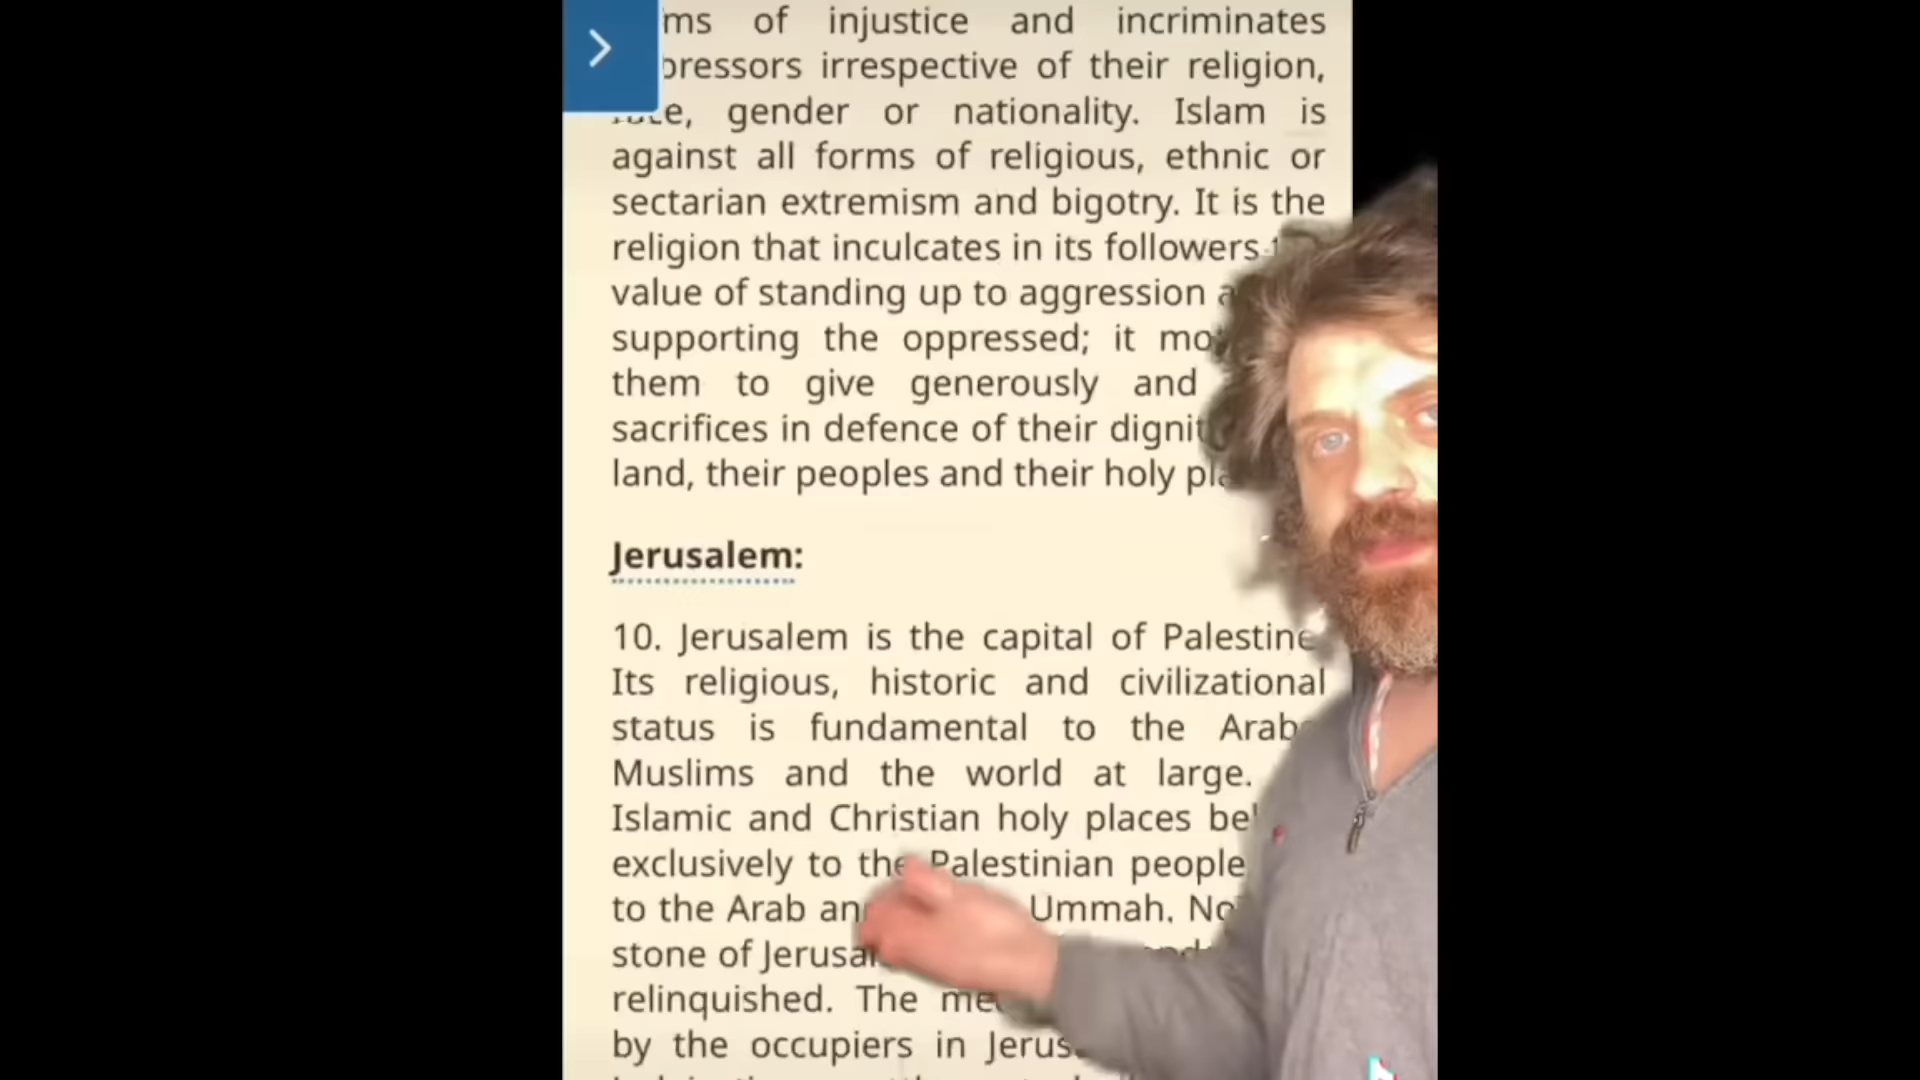 of injustice and incriminates
irrespective of their religion,
gender or nationality. Islam is
against all forms of religious, ethnic or
sectarian extremism and bigotry. It is the
religion that inculcates in its followers
value of standing up to aggression
supporting the oppressed; it
them to give generously and
sacrifices in defence of their
land, their peoples and their holy
Jerusalem:
10. Jerusalem is the capital of Palestine
Its religious, historic and civilizational
status is fundamental to the
Muslims and the world at large.
Islamic and Christian holy places
exclusively to the Palestinian people
to the Arab Ummah. 
stone of
relinquished. The
by the occupiers in